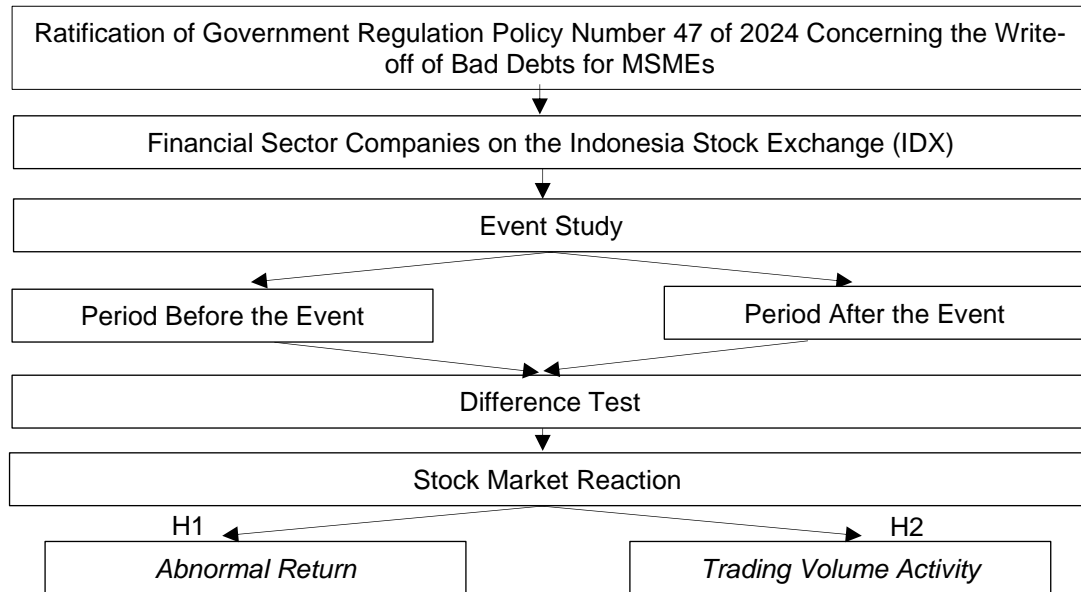 Ratification of Government Regulation Policy Number 47 of 2024 Concerning the Write-
off of Bad Debts for MSMEs
Financial Sector Companies on the Indonesia Stock Exchange (IDX)
Event Study
Period Before the Event
Period After the Event
Difference Test
Stock Market Reaction
H1
H2
Abnormal Return
Trading Volume Activity